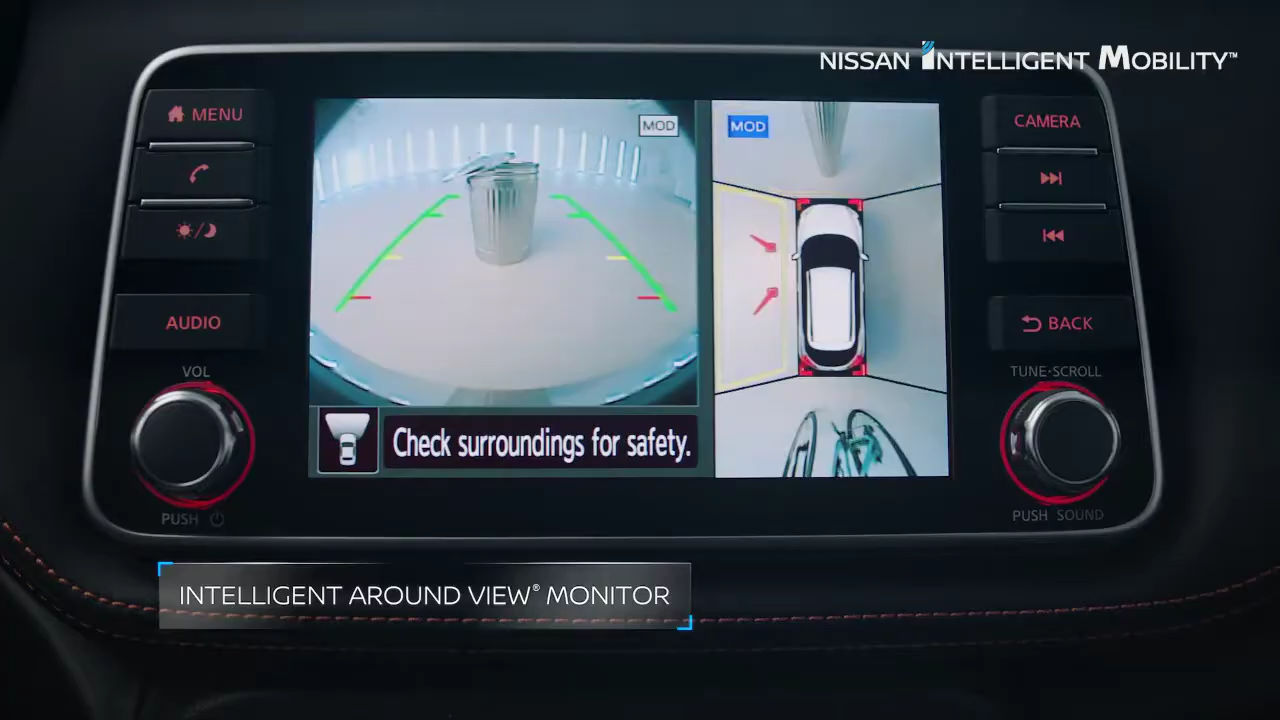 NISSAN INTELLIGENT MOBILITY™
MENU
AUDIO
VOL
PUSH
MOD
MOD
Check surroundings for safety.
CAMERA
BACK
TUNE·SCROLL
PUSH SOUND
INTELLIGENT AROUND VIEW® MONITOR